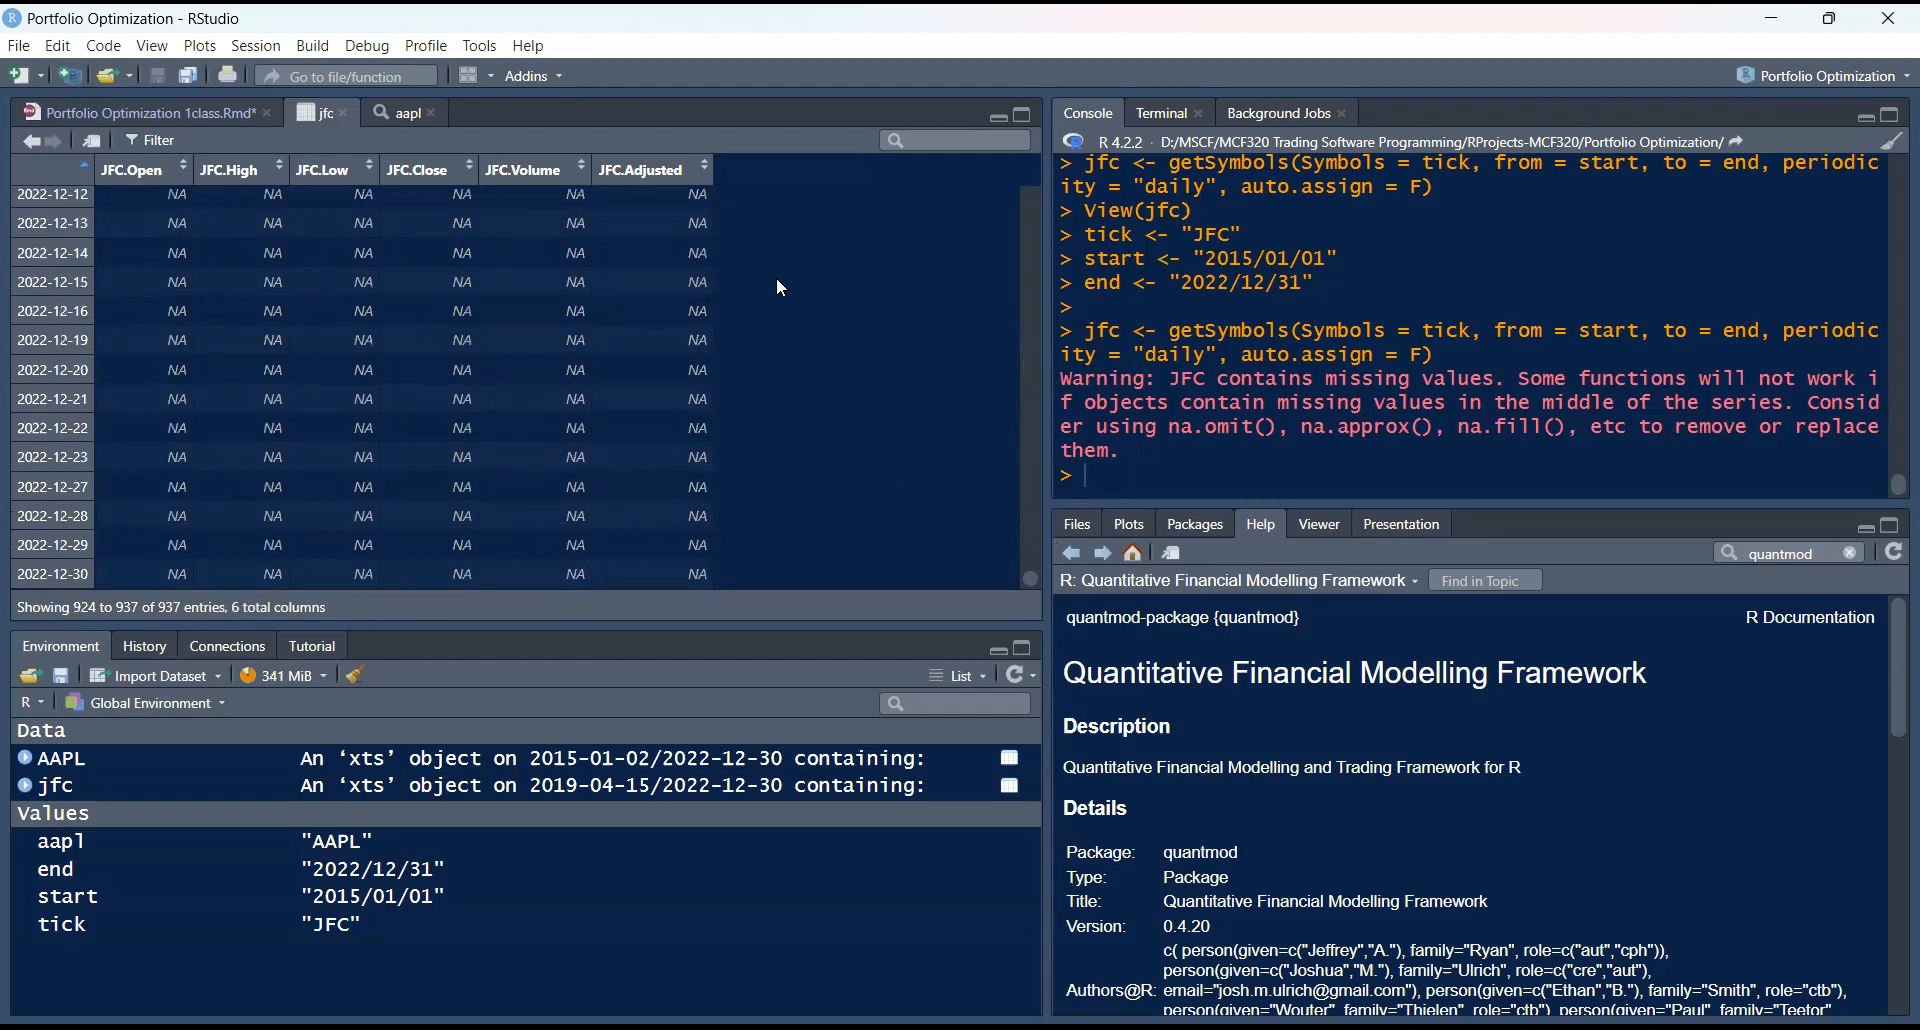 Portfolio Optimization - RStudio
File Edit Code View Plots Session Build Debug Profile Tools Help
Go to file/function Addins Portfolio Optimization
Portfolio Optimization 1class.Rmd* jfc aapl
Filter
JFC.Open JFC.High JFC.Low JFC.Close JFC.Volume JFC.Adjusted
2022-12-12 NA NA NA NA NA NA
2022-12-13 NA NA NA NA NA NA
2022-12-14 NA NA NA NA NA NA
2022-12-15 NA NA NA NA NA NA
2022-12-16 NA NA NA NA NA NA
2022-12-19 NA NA NA NA NA NA
2022-12-20 NA NA NA NA NA NA
2022-12-21 NA NA NA NA NA NA
2022-12-22 NA NA NA NA NA NA
2022-12-23 NA NA NA NA NA NA
2022-12-27 NA NA NA NA NA NA
2022-12-28 NA NA NA NA NA NA
2022-12-29 NA NA NA NA NA NA
2022-12-30 NA NA NA NA NA NA
Showing 924 to 937 of 937 entries, 6 total columns
Environment History Connections Tutorial
Import Dataset 341 MiB List
R Global Environment
Data
AAPL An ‘xts’ object on 2015-01-02/2022-12-30 containing:
jfc An ‘xts’ object on 2019-04-15/2022-12-30 containing:
Values
aapl "AAPL"
end "2022/12/31"
start "2015/01/01"
tick "JFC"
Console Terminal Background Jobs
R 4.2.2 · D:/MSCF/MCF320 Trading Software Programming/RProjects-MCF320/Portfolio Optimization/
> jfc <- getSymbols(Symbols = tick, from = start, to = end, periodic
ity = "daily", auto.assign = F)
> View(jfc)
> tick <- "JFC"
> start <- "2015/01/01"
> end <- "2022/12/31"
>
> jfc <- getSymbols(Symbols = tick, from = start, to = end, periodic
ity = "daily", auto.assign = F)
Warning: JFC contains missing values. Some functions will not work i
f objects contain missing values in the middle of the series. Consid
er using na.omit(), na.approx(), na.fill(), etc to remove or replace
them.
>
Files Plots Packages Help Viewer Presentation
quantmod
R: Quantitative Financial Modelling Framework Find in Topic
quantmod-package {quantmod} R Documentation
Quantitative Financial Modelling Framework
Description
Quantitative Financial Modelling and Trading Framework for R
Details
Package: quantmod
Type: Package
Title: Quantitative Financial Modelling Framework
Version: 0.4.20
c( person(given=c("Jeffrey","A."), family="Ryan", role=c("aut","cph")),
person(given=c("Joshua","M."), family="Ulrich", role=c("cre","aut"),
Authors@R: email="josh.m.ulrich@gmail.com"), person(given=c("Ethan","B."), family="Smith", role="ctb"),
person(given="Wouter", family="Thielen", role="ctb"), person(given="Paul", family="Teetor"